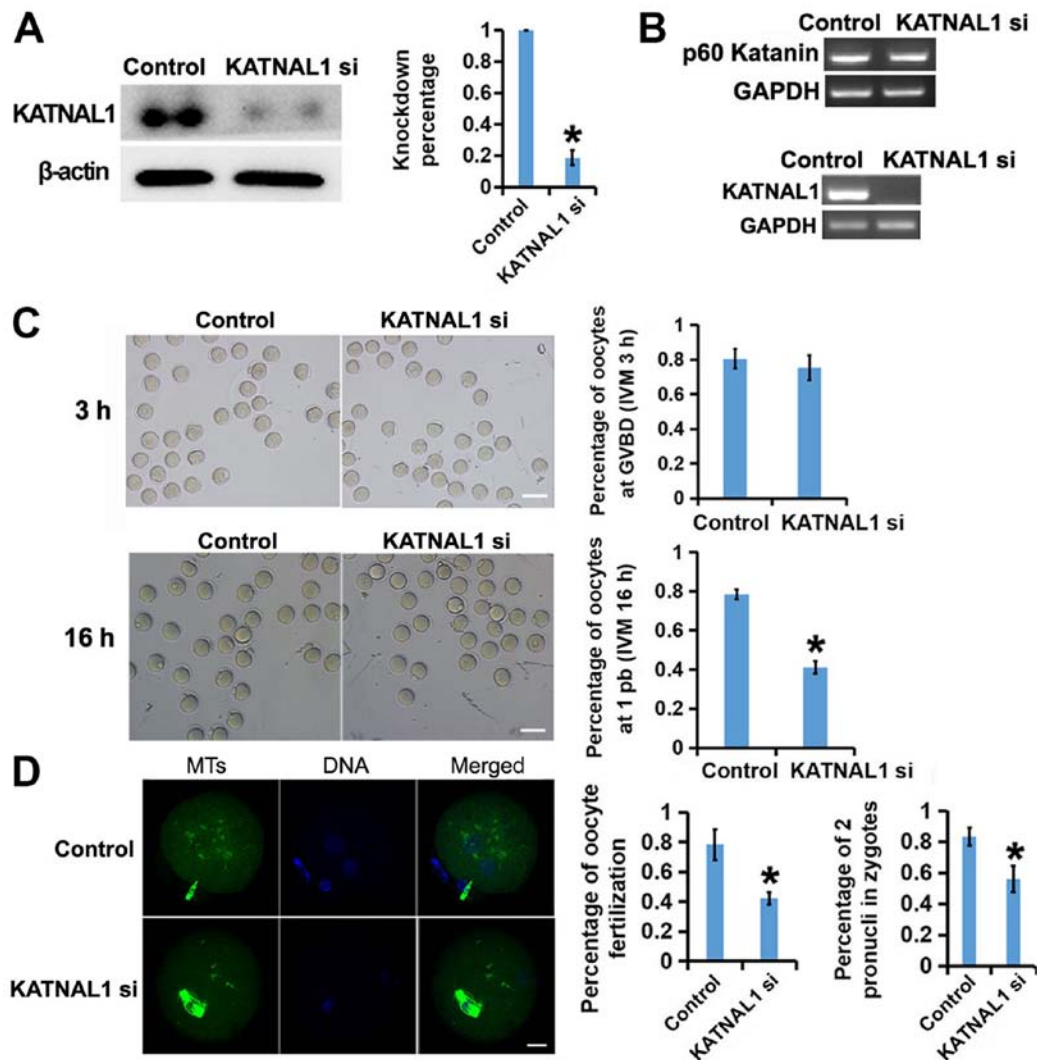 A
Control KATNAL1 si
KATNAL1
β-actin
Knockdown
percentage
1
0.8
0.6
0.4
0.2
0
*
Control
KATNAL1 si
B
Control KATNAL1 si
p60 Katanin
GAPDH
Control KATNAL1 si
KATNAL1
GAPDH
C
Control KATNAL1 si
3 h
Percentage of oocytes
at GVBD (IVM 3 h)
1
0.8
0.6
0.4
0.2
0
Control KATNAL1 si
Control KATNAL1 si
16 h
Percentage of oocytes
at 1 pb (IVM 16 h)
1
0.8
0.6
0.4
0.2
0
*
Control KATNAL1 si
D
MTs DNA Merged
Control
KATNAL1 si
Percentage of oocyte
fertilization
1
0.8
0.6
0.4
0.2
0
*
Control
KATNAL1 si
Percentage of 2
pronucli in zygotes
1
0.8
0.6
0.4
0.2
0
*
Control
KATNAL1 si